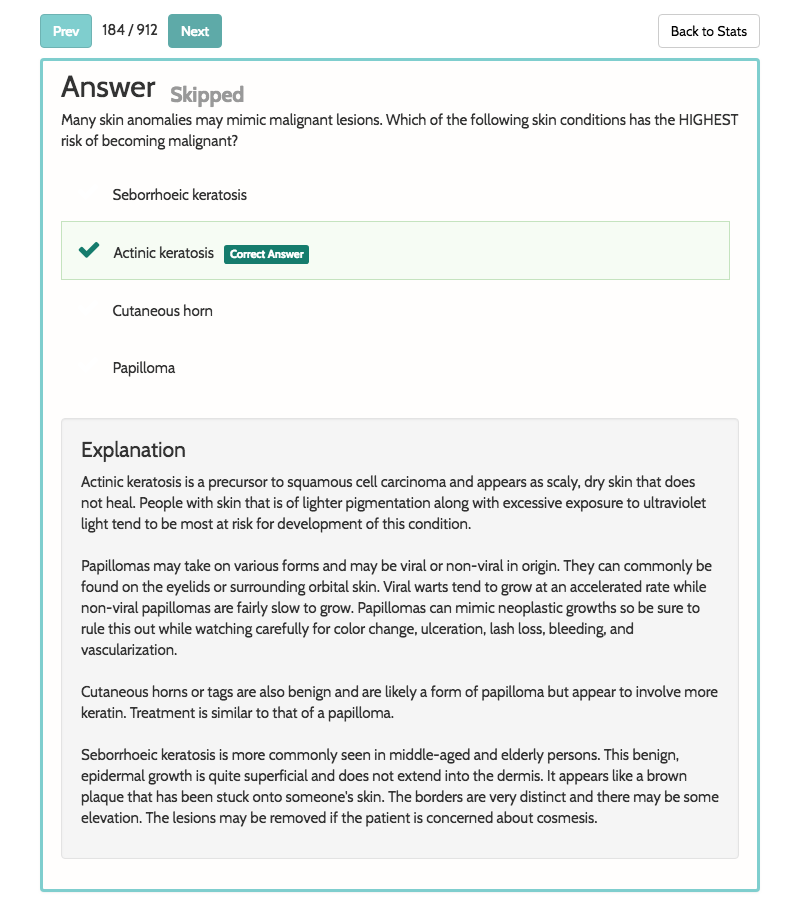 Prev 184 / 912 Next Back to Stats
Answer Skipped
Many skin anomalies may mimic malignant lesions. Which of the following skin conditions has the HIGHEST
risk of becoming malignant?
Seborrhoeic keratosis
Actinic keratosis Correct Answer
Cutaneous horn
Papilloma
Explanation
Actinic keratosis is a precursor to squamous cell carcinoma and appears as scaly, dry skin that does
not heal. People with skin that is of lighter pigmentation along with excessive exposure to ultraviolet
light tend to be most at risk for development of this condition.
Papillomas may take on various forms and may be viral or non-viral in origin. They can commonly be
found on the eyelids or surrounding orbital skin. Viral warts tend to grow at an accelerated rate while
non-viral papillomas are fairly slow to grow. Papillomas can mimic neoplastic growths so be sure to
rule this out while watching carefully for color change, ulceration, lash loss, bleeding, and
vascularization.
Cutaneous horns or tags are also benign and are likely a form of papilloma but appear to involve more
keratin. Treatment is similar to that of a papilloma.
Seborrhoeic keratosis is more commonly seen in middle-aged and elderly persons. This benign,
epidermal growth is quite superficial and does not extend into the dermis. It appears like a brown
plaque that has been stuck onto someone's skin. The borders are very distinct and there may be some
elevation. The lesions may be removed if the patient is concerned about cosmesis.